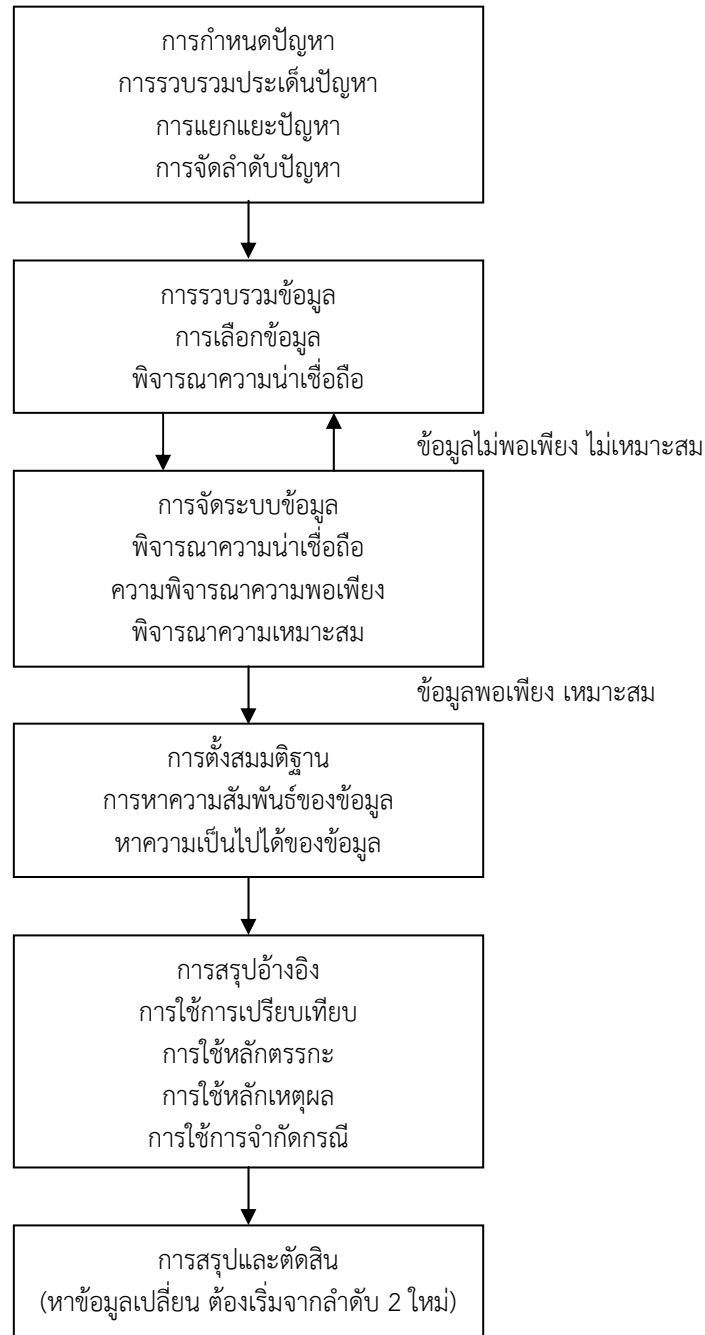 การกำหนดปัญหา
การรวบรวมประเด็นปัญหา
การแยกแยะปัญหา
การจัดลำดับปัญหา
การรวบรวมข้อมูล
การเลือกข้อมูล
พิจารณาความน่าเชื่อถือ
ข้อมูลไม่พอเพียง ไม่เหมาะสม
การจัดระบบข้อมูล
พิจารณาความน่าเชื่อถือ
ความพิจารณาความพอเพียง
พิจารณาความเหมาะสม
ข้อมูลพอเพียง เหมาะสม
การตั้งสมมติฐาน
การหาความสัมพันธ์ของข้อมูล
หาความเป็นไปได้ของข้อมูล
การสรุปอ้างอิง
การใช้การเปรียบเทียบ
การใช้หลักตรรกะ
การใช้หลักเหตุผล
การใช้การจำกัดกรณี
การสรุปและตัดสิน
(หาข้อมูลเปลี่ยน ต้องเริ่มจากลำดับ 2 ใหม่)